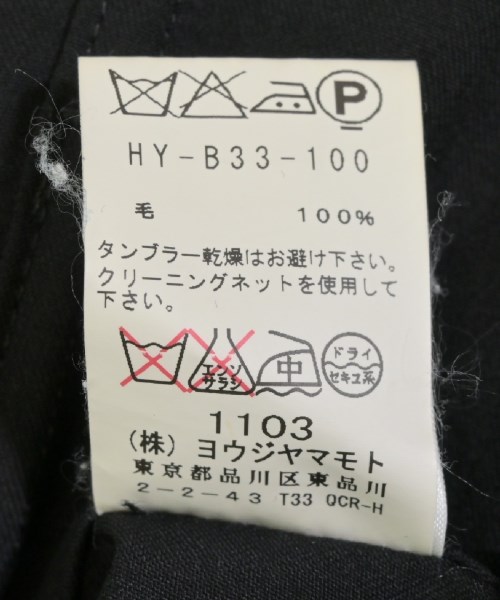 P
HY-B33-100
毛 100%
タンブラー乾燥はお避け下さい。
クリーニングネットを使用して
下さい。
エンソ
サラシ
中
ドライ
セキユ系
1103
(株) ヨウジヤマモト
東京都品川区東品川
2-2-43 T33 QCR-H